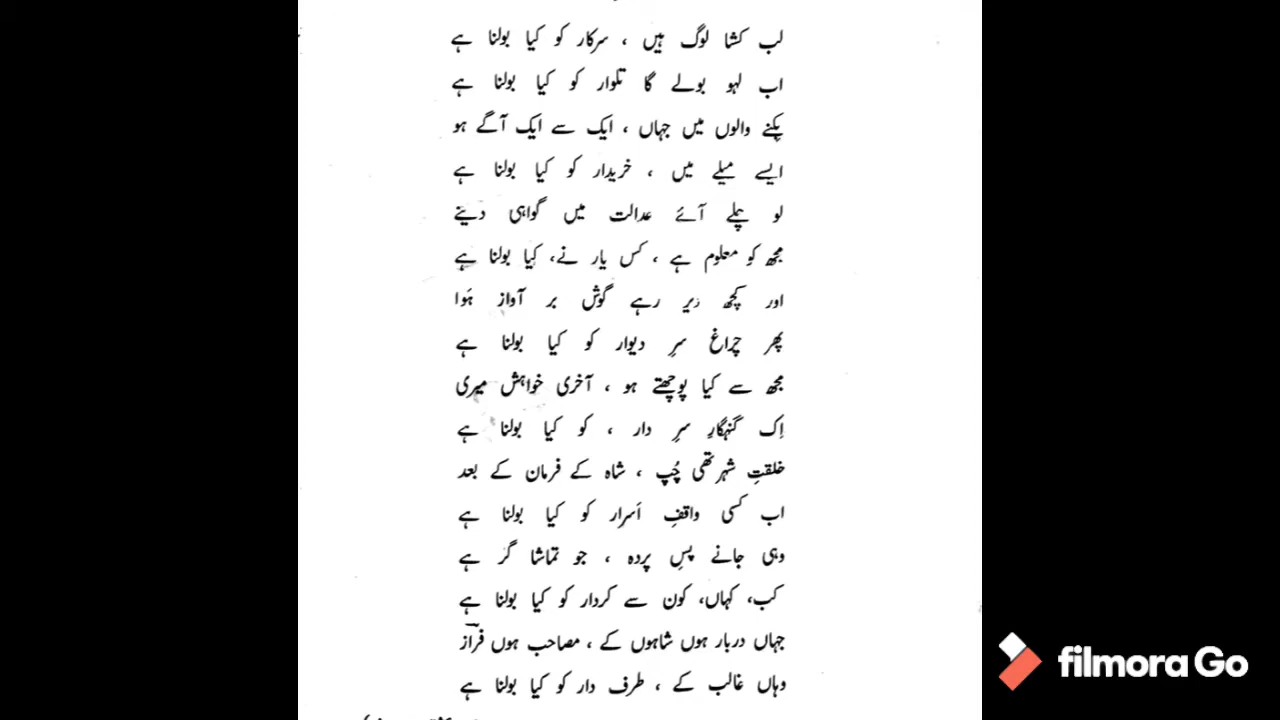 لب کشا لوگ ہیں ، سرکار کو کیا بولنا ہے
اب لہو بولے گا تلوار کو کیا بولنا ہے
بِکنے والوں میں جہاں ، ایک سے ایک آگے ہو
ایسے میلے میں ، خریدار کو کیا بولنا ہے
لو چلے آئے عدالت میں گواہی دینے
مجھ کو معلوم ہے ، کس یار نے، کیا بولنا ہے
اور کچھ دیر رہے گوش بر آواز ہَوا
پھر چراغِ سرِ دیوار کو کیا بولنا ہے
مجھ سے کیا پوچھتے ہو ، آخری خواہش میری
اِک گنہگارِ سرِ دار ، کو کیا بولنا ہے
خلقتِ شہر تھی چُپ ، شاہ کے فرمان کے بعد
اب کسی واقفِ اَسرار کو کیا بولنا ہے
وہی جانے پسِ پردہ ، جو تماشا گر ہے
کب، کہاں، کون سے کردار کو کیا بولنا ہے
جہاں دربار ہوں شاہوں کے ، مصاحب ہوں فرازؔ
وہاں غالب کے ، طرف دار کو کیا بولنا ہے
filmora Go